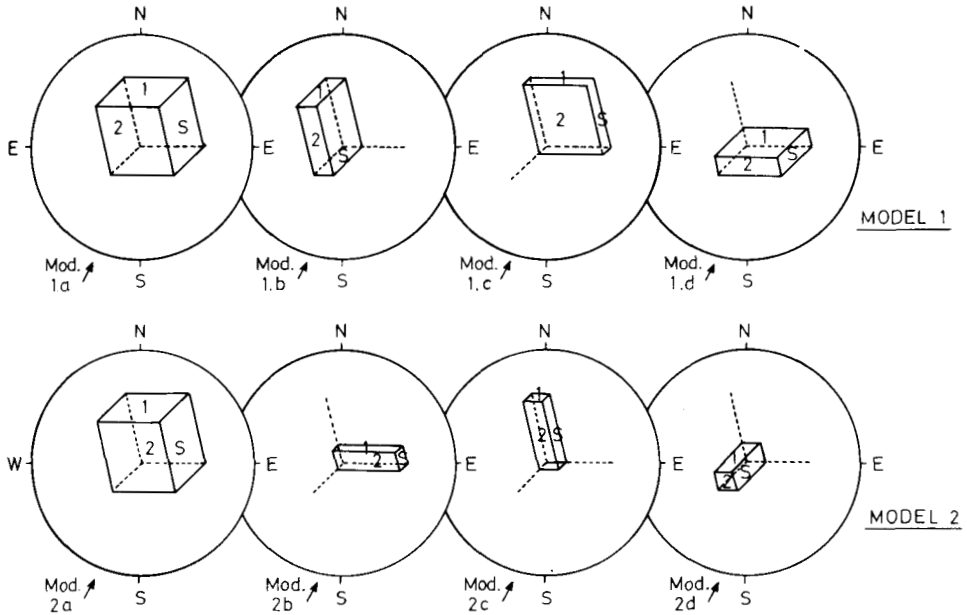 N N N N
1 1 1 1
2 S 2 S 2 S 2 S
E E E E E
MODEL 1
Mod. 1.a Mod. 1.b Mod. 1.c Mod. 1.d
S S S S
N N N N
1 1 1 1
2 S 2 S 2 S 2 S
W E E E E
MODEL 2
Mod. 2a Mod. 2b Mod. 2c Mod. 2d
S S S S